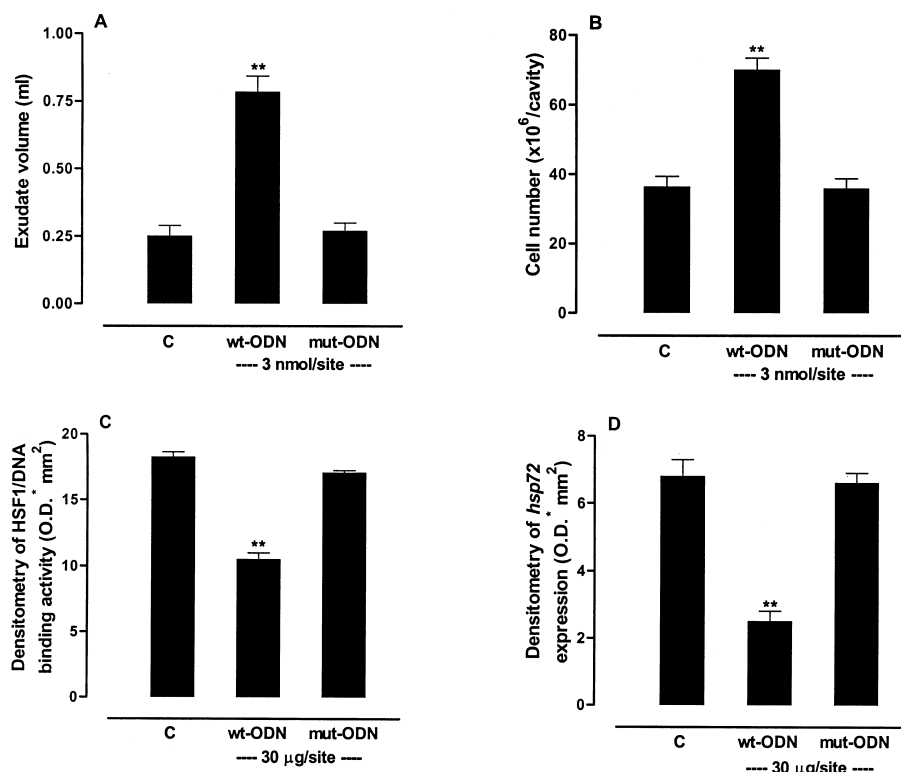 A
Exudate volume (ml)
1.00
0.75
0.50
0.25
0.00
**
C wt-ODN mut-ODN
---- 3 nmol/site ----
B
Cell number (x10⁶/cavity)
80
60
40
20
0
**
C wt-ODN mut-ODN
---- 3 nmol/site ----
C
Densitometry of HSF1/DNA
binding activity (O.D.* mm²)
20
15
10
5
0
**
C wt-ODN mut-ODN
---- 30 μg/site ----
D
Densitometry of hsp72
expression (O.D.* mm²)
8
6
4
2
0
**
C wt-ODN mut-ODN
---- 30 μg/site ----